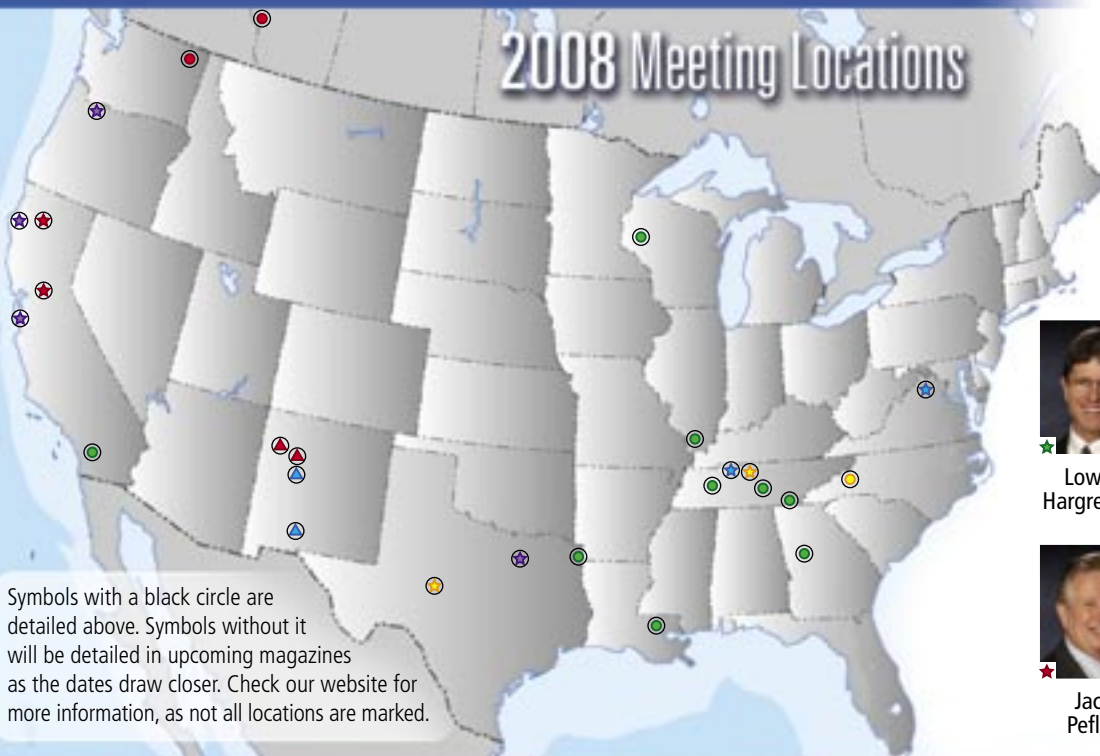 2008 Meeting Locations
Symbols with a black circle are
detailed above. Symbols without it
will be detailed in upcoming magazines
as the dates draw closer. Check our website for
more information, as not all locations are marked.